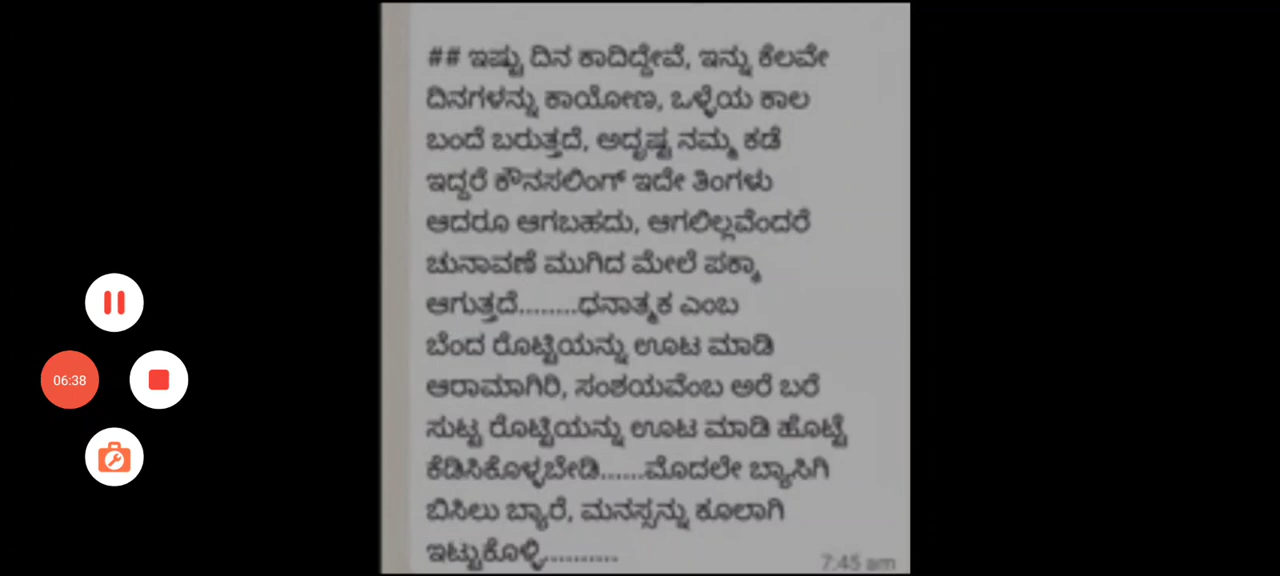 ## ಇಷ್ಟು ದಿನ ಕಾದಿದ್ದೇವೆ, ಇನ್ನು ಕೆಲವೇ
ದಿನಗಳನ್ನು ಕಾಯೋಣ, ಒಳ್ಳೆಯ ಕಾಲ
ಬಂದೆ ಬರುತ್ತದೆ, ಅದೃಷ್ಟ ನಮ್ಮ ಕಡೆ
ಇದ್ದರೆ ಕೌನಸಲಿಂಗ್ ಇದೇ ತಿಂಗಳು
ಆದರೂ ಆಗಬಹದು, ಆಗಲಿಲ್ಲವೆಂದರೆ
ಚುನಾವಣೆ ಮುಗಿದ ಮೇಲೆ ಪಕ್ಕಾ
ಆಗುತ್ತದೆ........ಧನಾತ್ಮಕ ಎಂಬ
ಬೆಂದ ರೊಟ್ಟಿಯನ್ನು ಊಟ ಮಾಡಿ
ಆರಾಮಾಗಿರಿ, ಸಂಶಯವೆಂಬ ಅರೆ ಬರೆ
ಸುಟ್ಟ ರೊಟ್ಟಿಯನ್ನು ಊಟ ಮಾಡಿ ಹೊಟ್ಟೆ
ಕೆಡಿಸಿಕೊಳ್ಳಬೇಡಿ......ಮೊದಲೇ ಬ್ಯಾಸಿಗಿ
ಬಿಸಿಲು ಬ್ಯಾರೆ, ಮನಸ್ಸನ್ನು ಕೂಲಾಗಿ
ಇಟ್ಟುಕೊಳ್ಳಿ..........
7:45 am
06:38